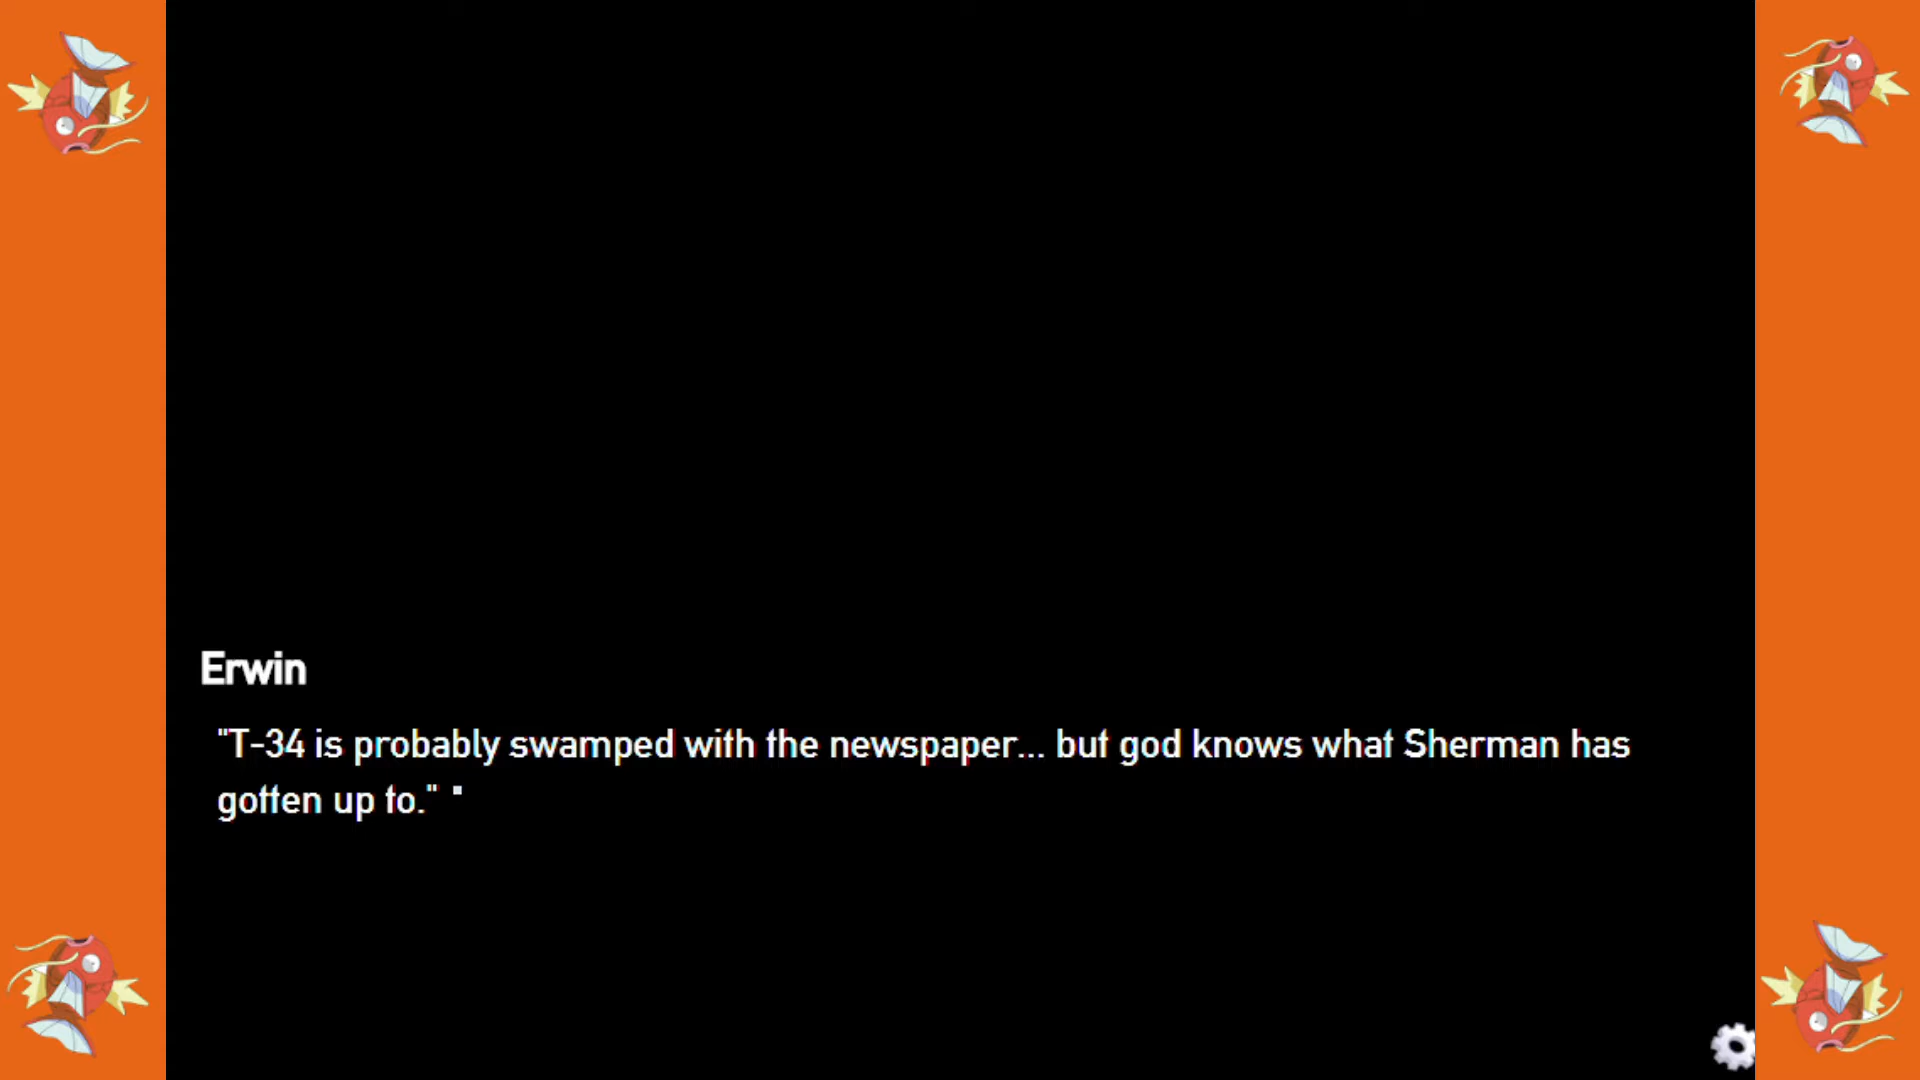 Erwin
"T-34 is probably swamped with the newspaper... but god knows what Sherman has
gotten up to."